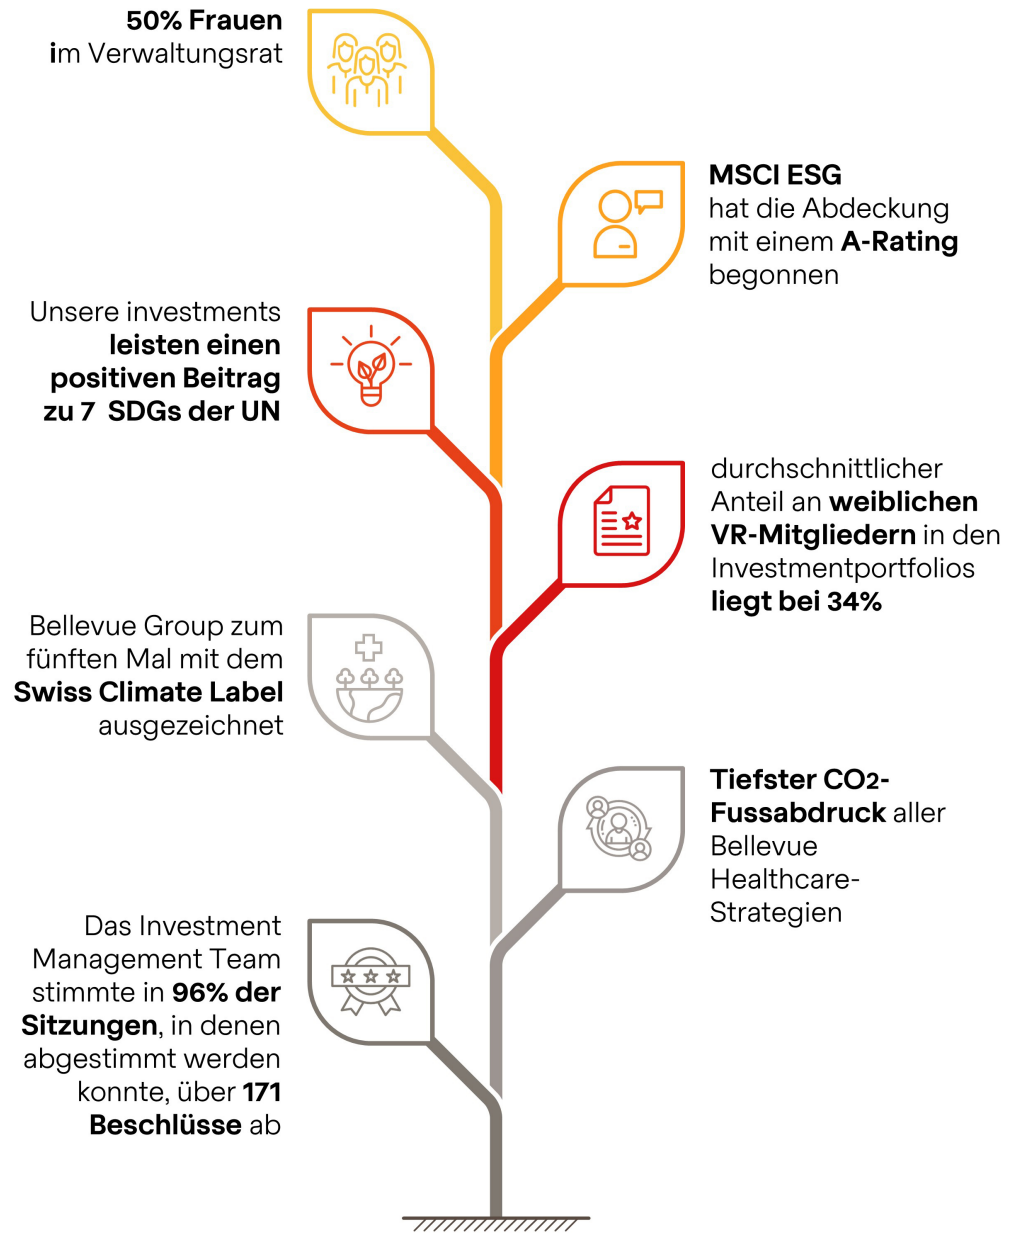 50% Frauen
im Verwaltungsrat
MSCI ESG
hat die Abdeckung
mit einem A-Rating
begonnen
Unsere investments
leisten einen
positiven Beitrag
zu 7 SDGs der UN
durchschnittlicher
Anteil an weiblichen
VR-Mitgliedern in den
Investmentportfolios
liegt bei 34%
Bellevue Group zum
fünften Mal mit dem
Swiss Climate Label
ausgezeichnet
Tiefster CO2-
Fussabdruck aller
Bellevue
Healthcare-
Strategien
Das Investment
Management Team
stimmte in 96% der
Sitzungen, in denen
abgestimmt werden
konnte, über 171
Beschlüsse ab